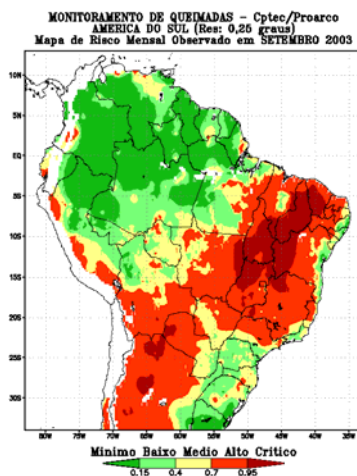 MONITORAMENTO DE QUEIMADAS - Cptec/Proarco
AMERICA DO SUL (Res: 0,25 graus)
Mapa de Risco Mensal Observado em SETEMBRO 2003
10N
5N
EQ
5S
10S
15S
20S
25S
30S
80W 75W 70W 65W 60W 55W 50W 45W 40W 35W
Minimo Baixo Medio Alto Crítico
0.15 0.4 0.7 0.95